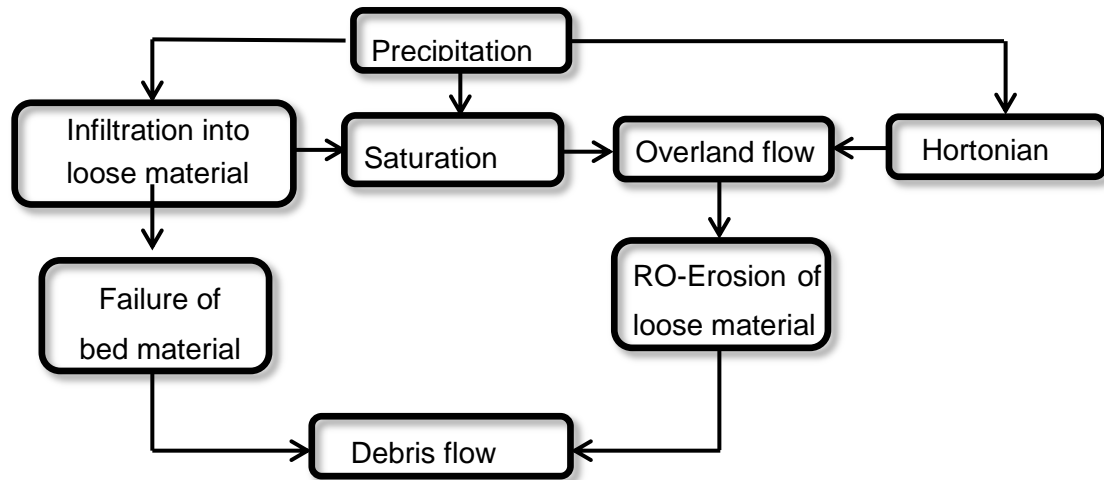 Precipitation
Infiltration into
loose material
Saturation
Overland flow
Hortonian
Failure of
bed material
RO-Erosion of
loose material
Debris flow